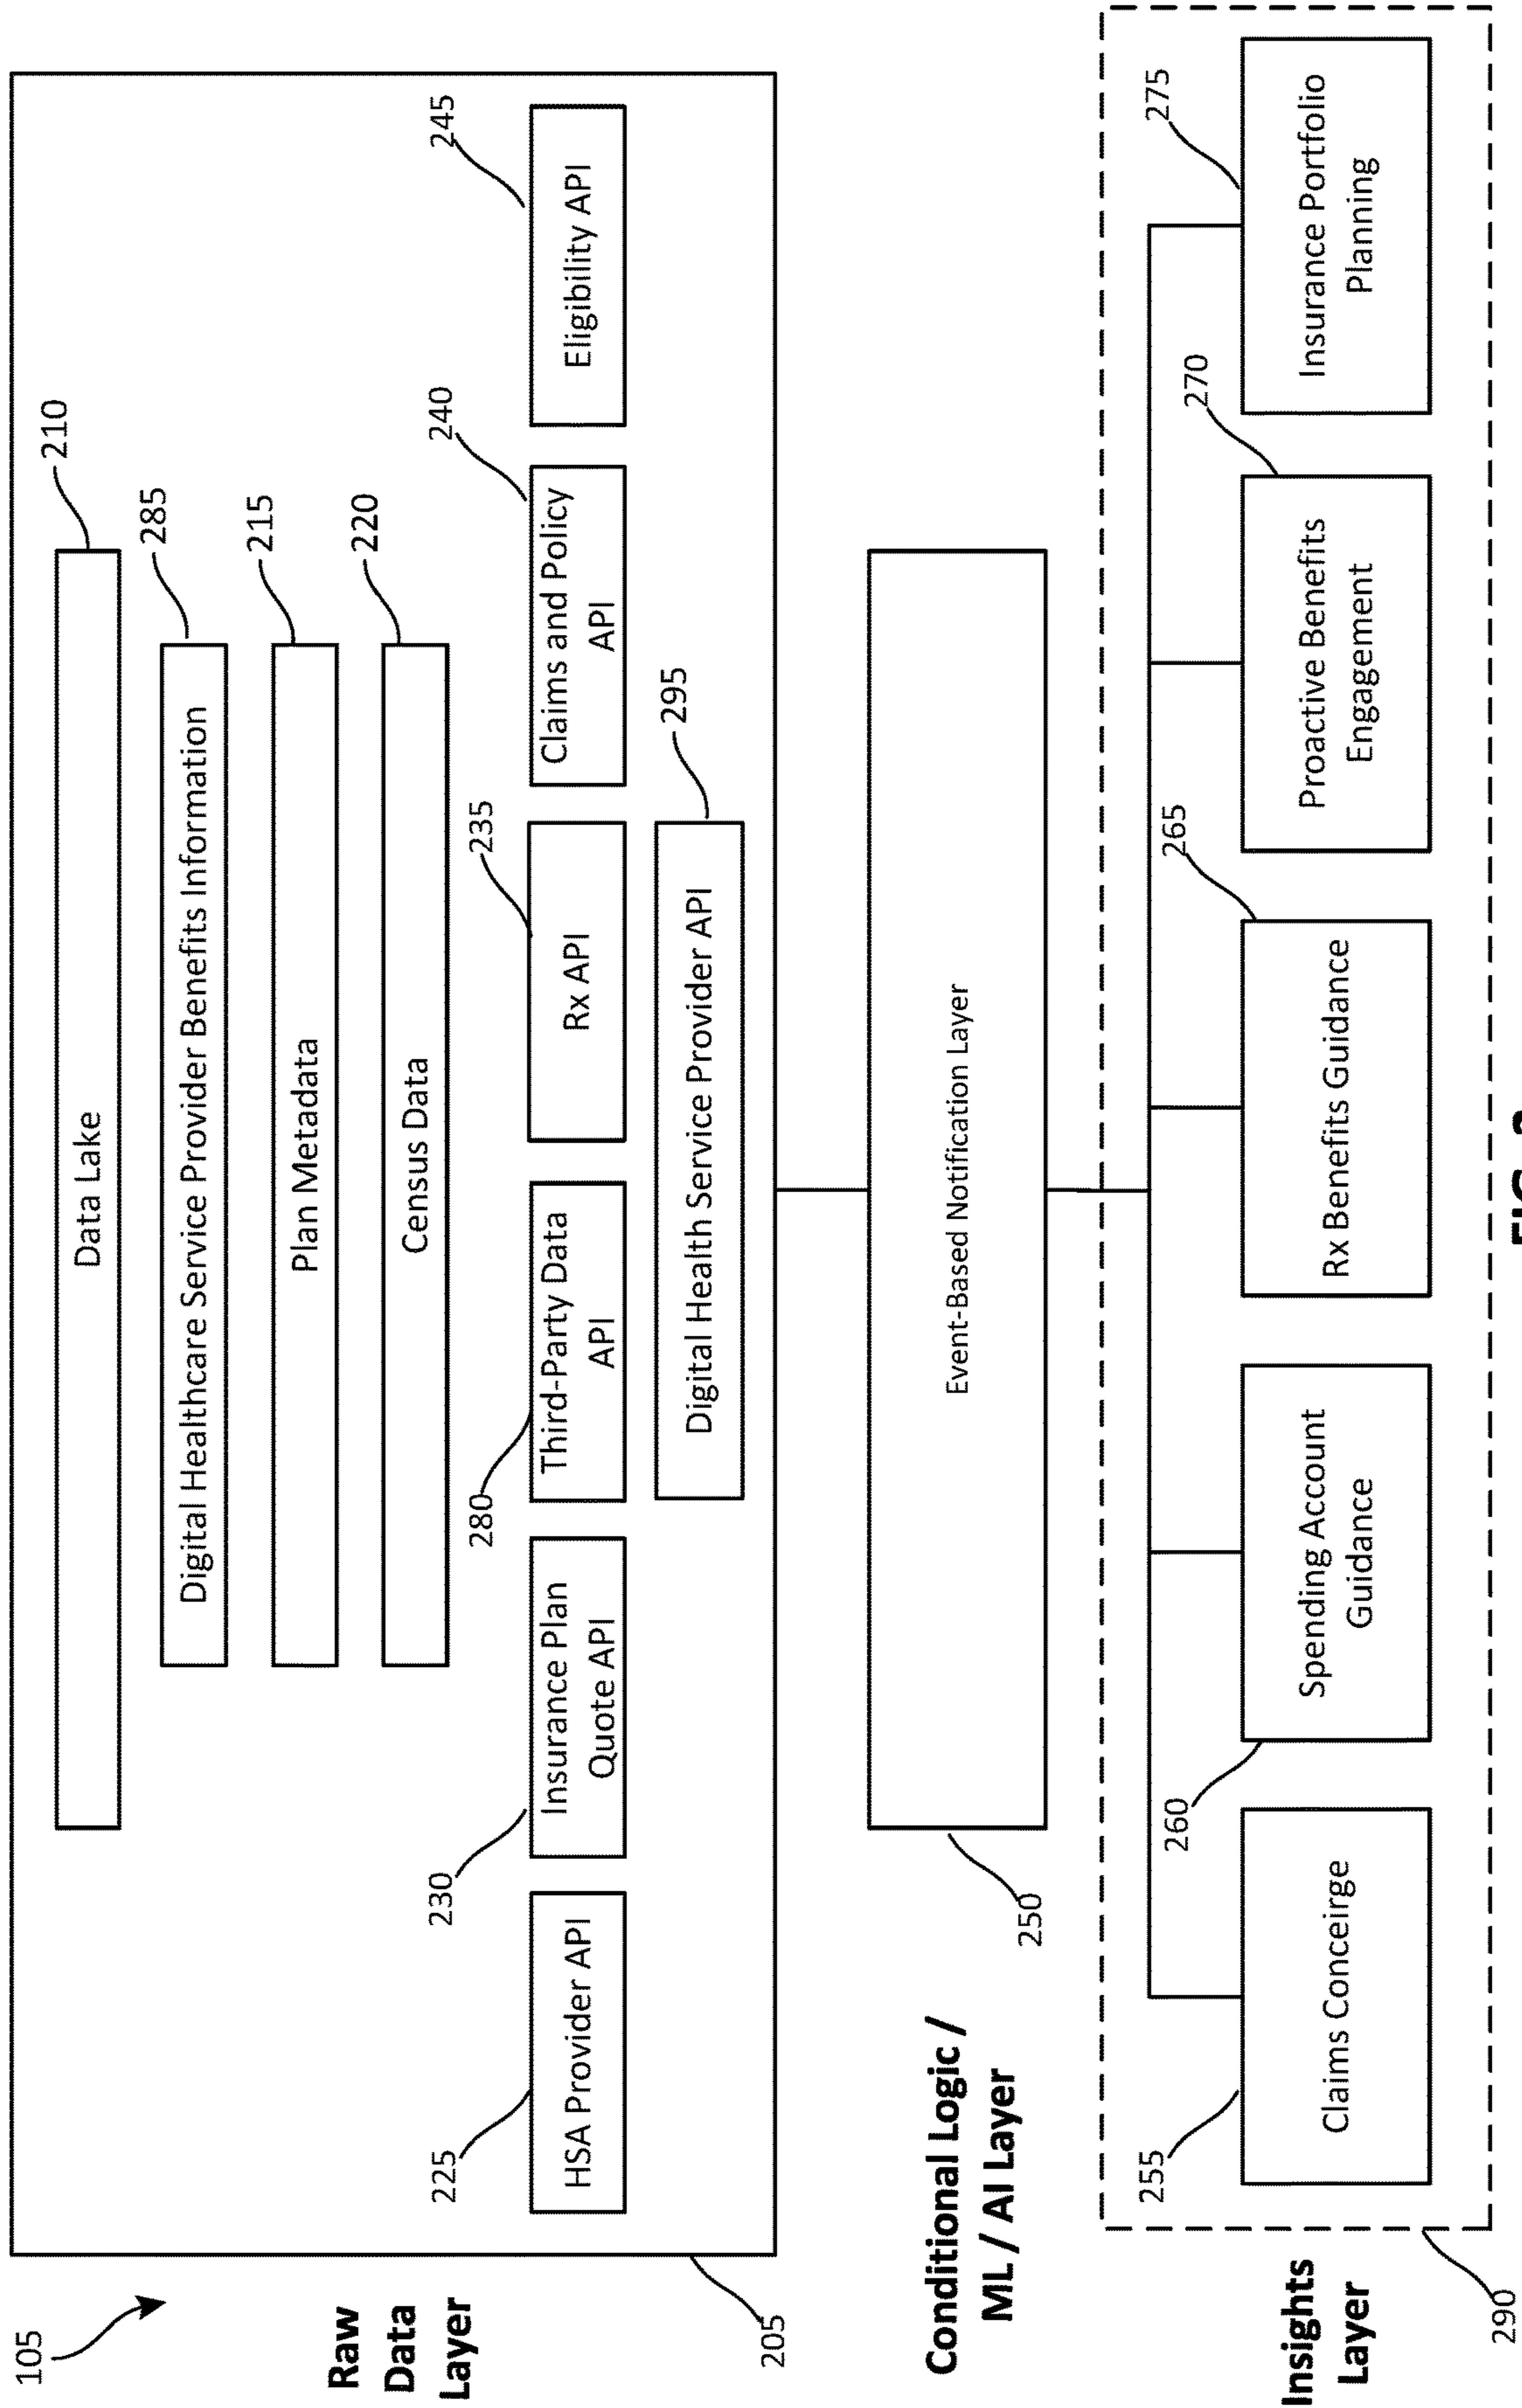 105
210
Data Lake
285
Digital Healthcare Service Provider Benefits Information
215
Plan Metadata
220
Census Data
Raw
Data
Layer
225
230
280
235
240
245
HSA Provider API
Insurance Plan
Quote API
Third-Party Data
API
Rx API
Claims and Policy
API
Eligibility API
295
Digital Health Service Provider API
205
Conditional Logic /
ML / AI Layer
Event-Based Notification Layer
250
255
260
265
270
275
Insights
Layer
Claims Conceirge
Spending Account
Guidance
Rx Benefits Guidance
Proactive Benefits
Engagement
Insurance Portfolio
Planning
290
FIG.